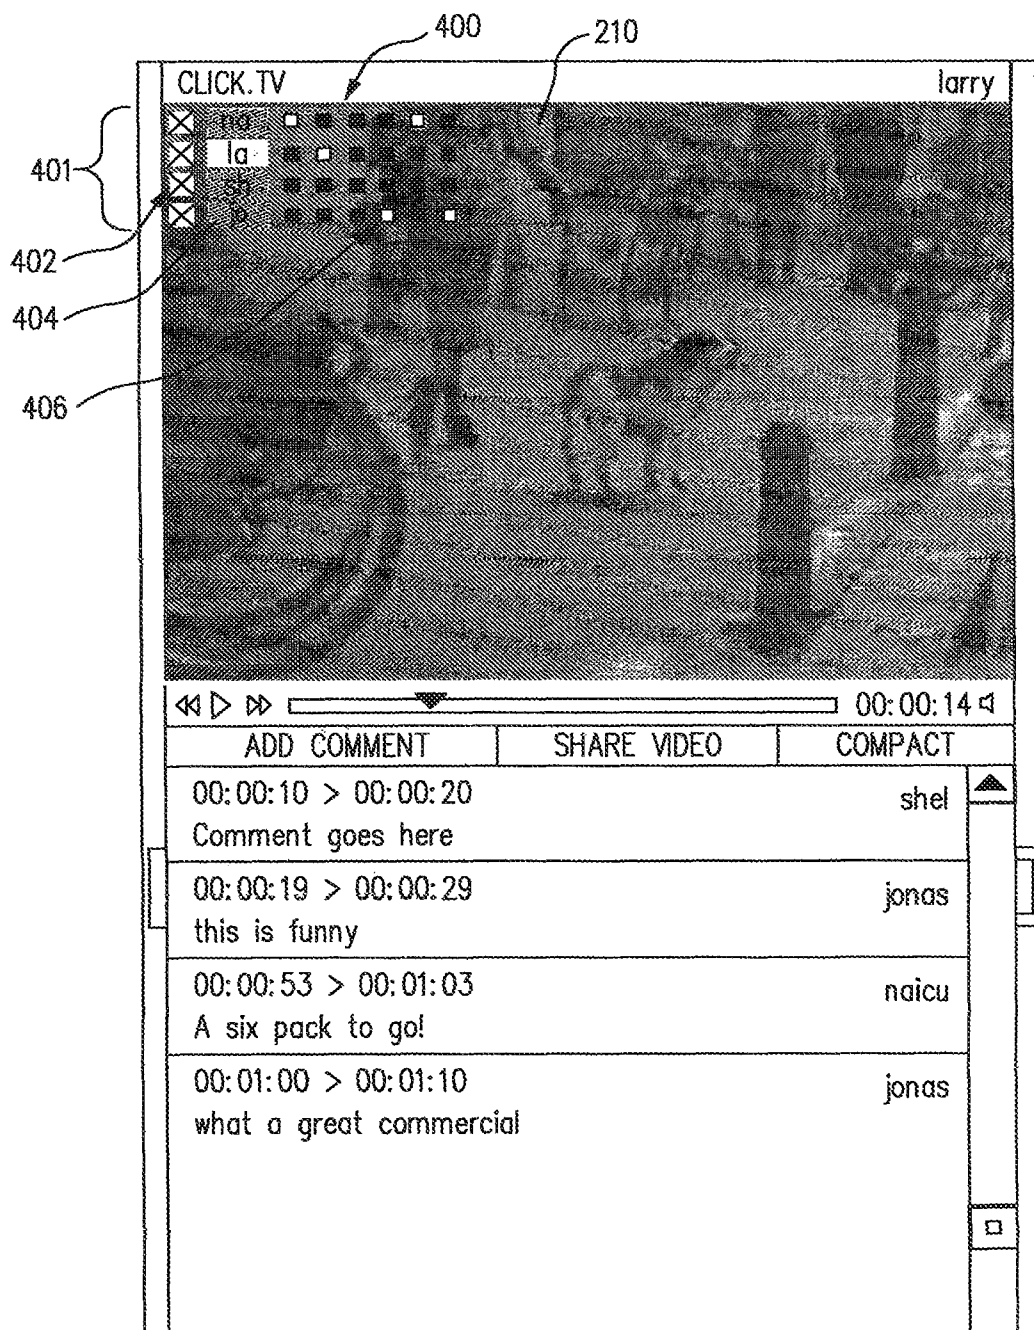 400
210
CLICK.TV larry
na
401
la
sh
402
404
406
00:00:14
ADD COMMENT SHARE VIDEO COMPACT
00:00:10 > 00:00:20 shel
Comment goes here
00:00:19 > 00:00:29 jonas
this is funny
00:00:53 > 00:01:03 naicu
A six pack to go!
00:01:00 > 00:01:10 jonas
what a great commercial